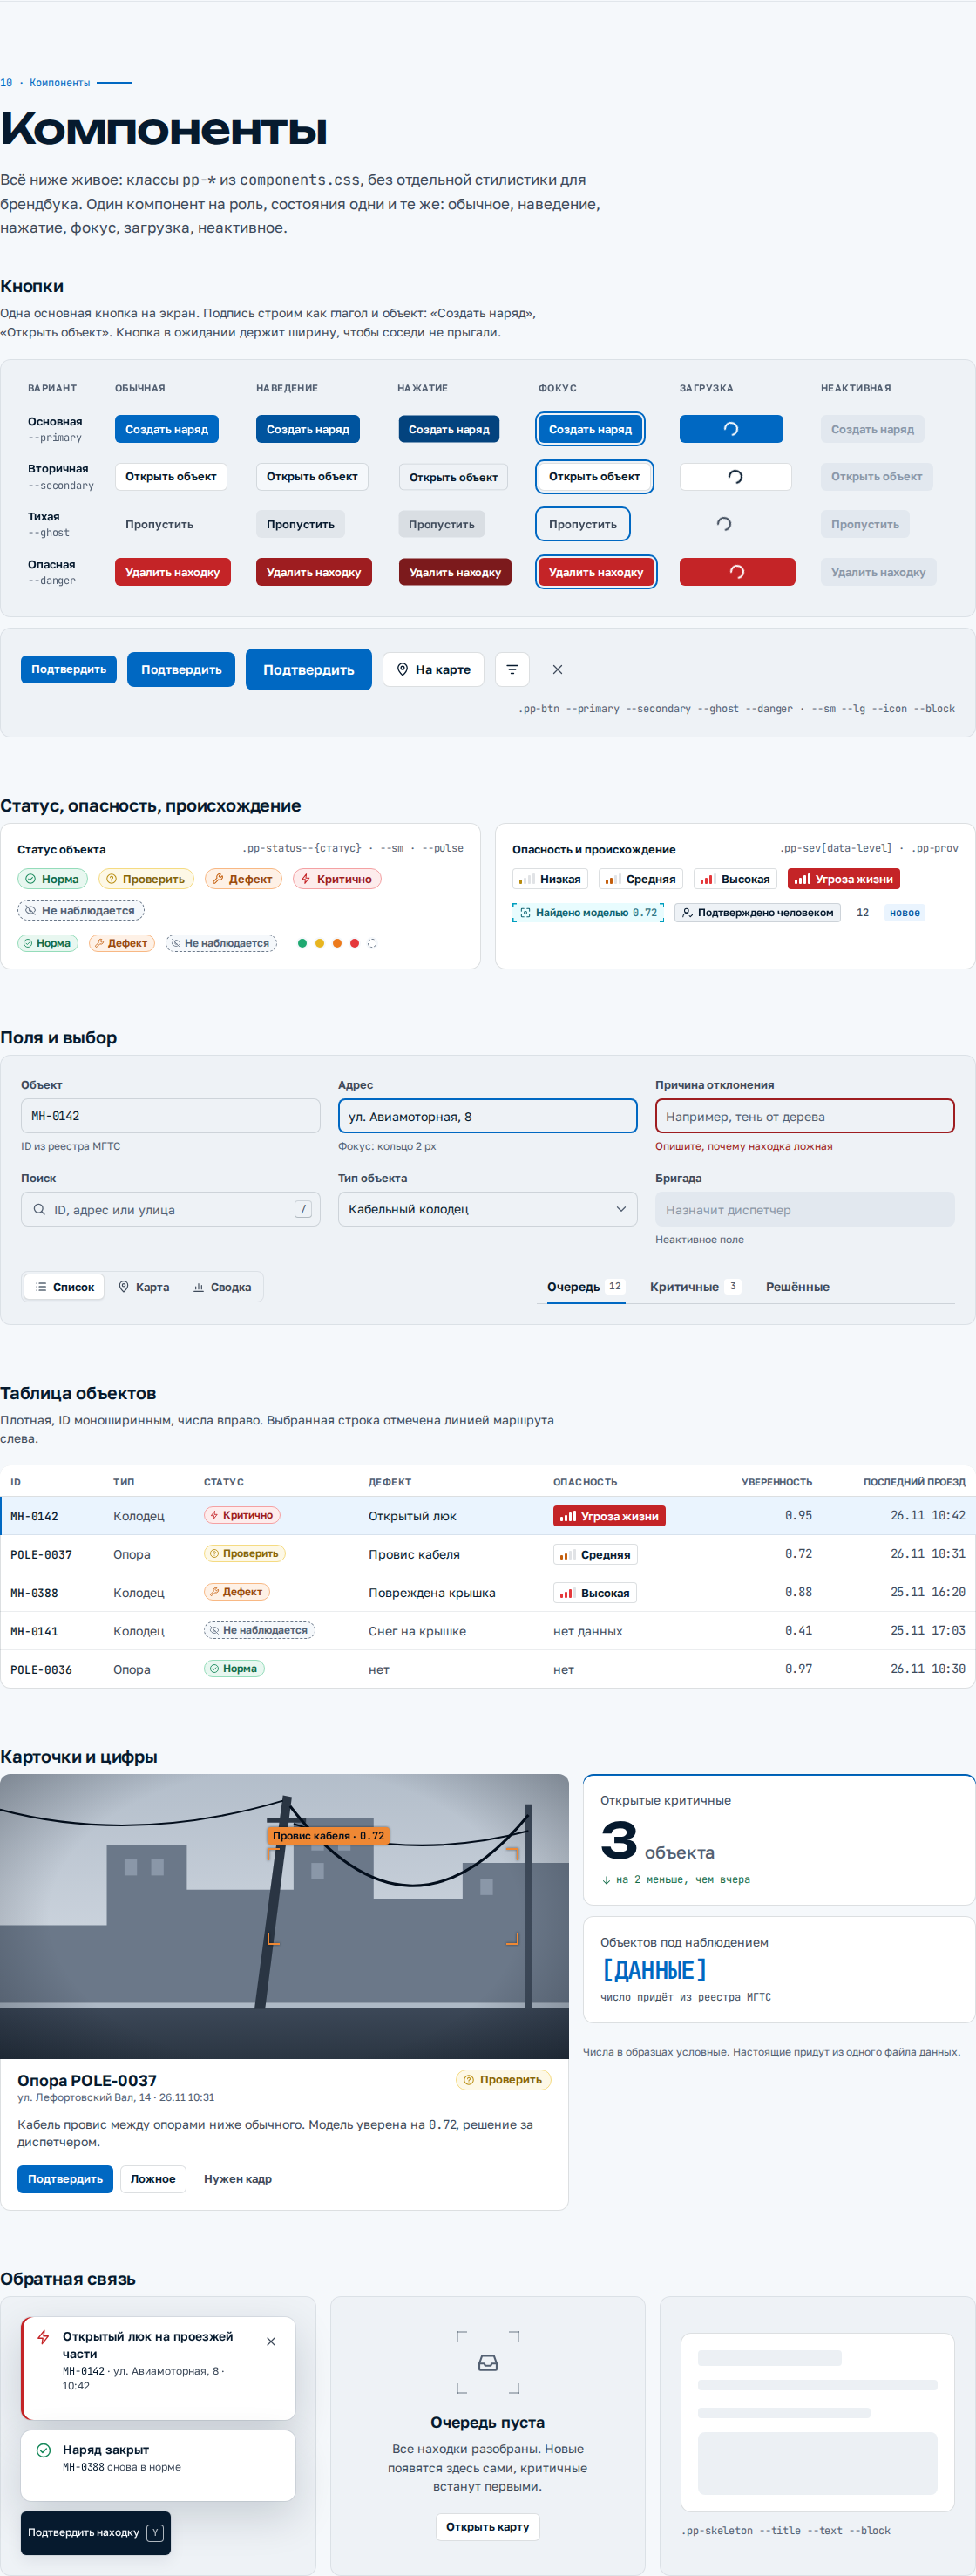 10 · Компоненты
Компоненты
Всё ниже живое: классы pp-* из components.css, без отдельной стилистики для
брендбука. Один компонент на роль, состояния одни и те же: обычное, наведение,
нажатие, фокус, загрузка, неактивное.
Кнопки
Одна основная кнопка на экран. Подпись строим как глагол и объект: «Создать наряд»,
«Открыть объект». Кнопка в ожидании держит ширину, чтобы соседи не прыгали.
ВАРИАНТ ОБЫЧНАЯ НАВЕДЕНИЕ НАЖАТИЕ ФОКУС ЗАГРУЗКА НЕАКТИВНАЯ
Основная
--primary
Создать наряд Создать наряд Создать наряд Создать наряд Создать наряд
Вторичная
--secondary
Открыть объект Открыть объект Открыть объект Открыть объект Открыть объект
Тихая
--ghost
Пропустить Пропустить Пропустить Пропустить Пропустить
Опасная
--danger
Удалить находку Удалить находку Удалить находку Удалить находку Удалить находку
Подтвердить Подтвердить Подтвердить На карте
.pp-btn --primary --secondary --ghost --danger · --sm --lg --icon --block
Статус, опасность, происхождение
Статус объекта .pp-status--{статус} · --sm · --pulse
Норма Проверить Дефект Критично
Не наблюдается
Норма Дефект Не наблюдается
Опасность и происхождение .pp-sev[data-level] · .pp-prov
Низкая Средняя Высокая Угроза жизни
Найдено моделью 0.72 Подтверждено человеком 12 новое
Поля и выбор
Объект Адрес Причина отклонения
MH-0142 ул. Авиамоторная, 8 Например, тень от дерева
ID из реестра МГТС Фокус: кольцо 2 px Опишите, почему находка ложная
Поиск Тип объекта Бригада
ID, адрес или улица / Кабельный колодец Назначит диспетчер
Неактивное поле
Список Карта Сводка Очередь 12 Критичные 3 Решённые
Таблица объектов
Плотная, ID моноширинным, числа вправо. Выбранная строка отмечена линией маршрута
слева.
ID ТИП СТАТУС ДЕФЕКТ ОПАСНОСТЬ УВЕРЕННОСТЬ ПОСЛЕДНИЙ ПРОЕЗД
MH-0142 Колодец Критично Открытый люк Угроза жизни 0.95 26.11 10:42
POLE-0037 Опора Проверить Провис кабеля Средняя 0.72 26.11 10:31
MH-0388 Колодец Дефект Повреждена крышка Высокая 0.88 25.11 16:20
MH-0141 Колодец Не наблюдается Снег на крышке нет данных 0.41 25.11 17:03
POLE-0036 Опора Норма нет нет 0.97 26.11 10:30
Карточки и цифры
Провис кабеля · 0.72
Опора POLE-0037 Проверить
ул. Лефортовский Вал, 14 · 26.11 10:31
Кабель провис между опорами ниже обычного. Модель уверена на 0.72, решение за
диспетчером.
Подтвердить Ложное Нужен кадр
Открытые критичные
3 объекта
↓ на 2 меньше, чем вчера
Объектов под наблюдением
[ДАННЫЕ]
число придёт из реестра МГТС
Числа в образцах условные. Настоящие придут из одного файла данных.
Обратная связь
Открытый люк на проезжей
части
MH-0142 · ул. Авиамоторная, 8 ·
10:42
Наряд закрыт
MH-0388 снова в норме
Подтвердить находку Y
Очередь пуста
Все находки разобраны. Новые
появятся здесь сами, критичные
встанут первыми.
Открыть карту
.pp-skeleton --title --text --block